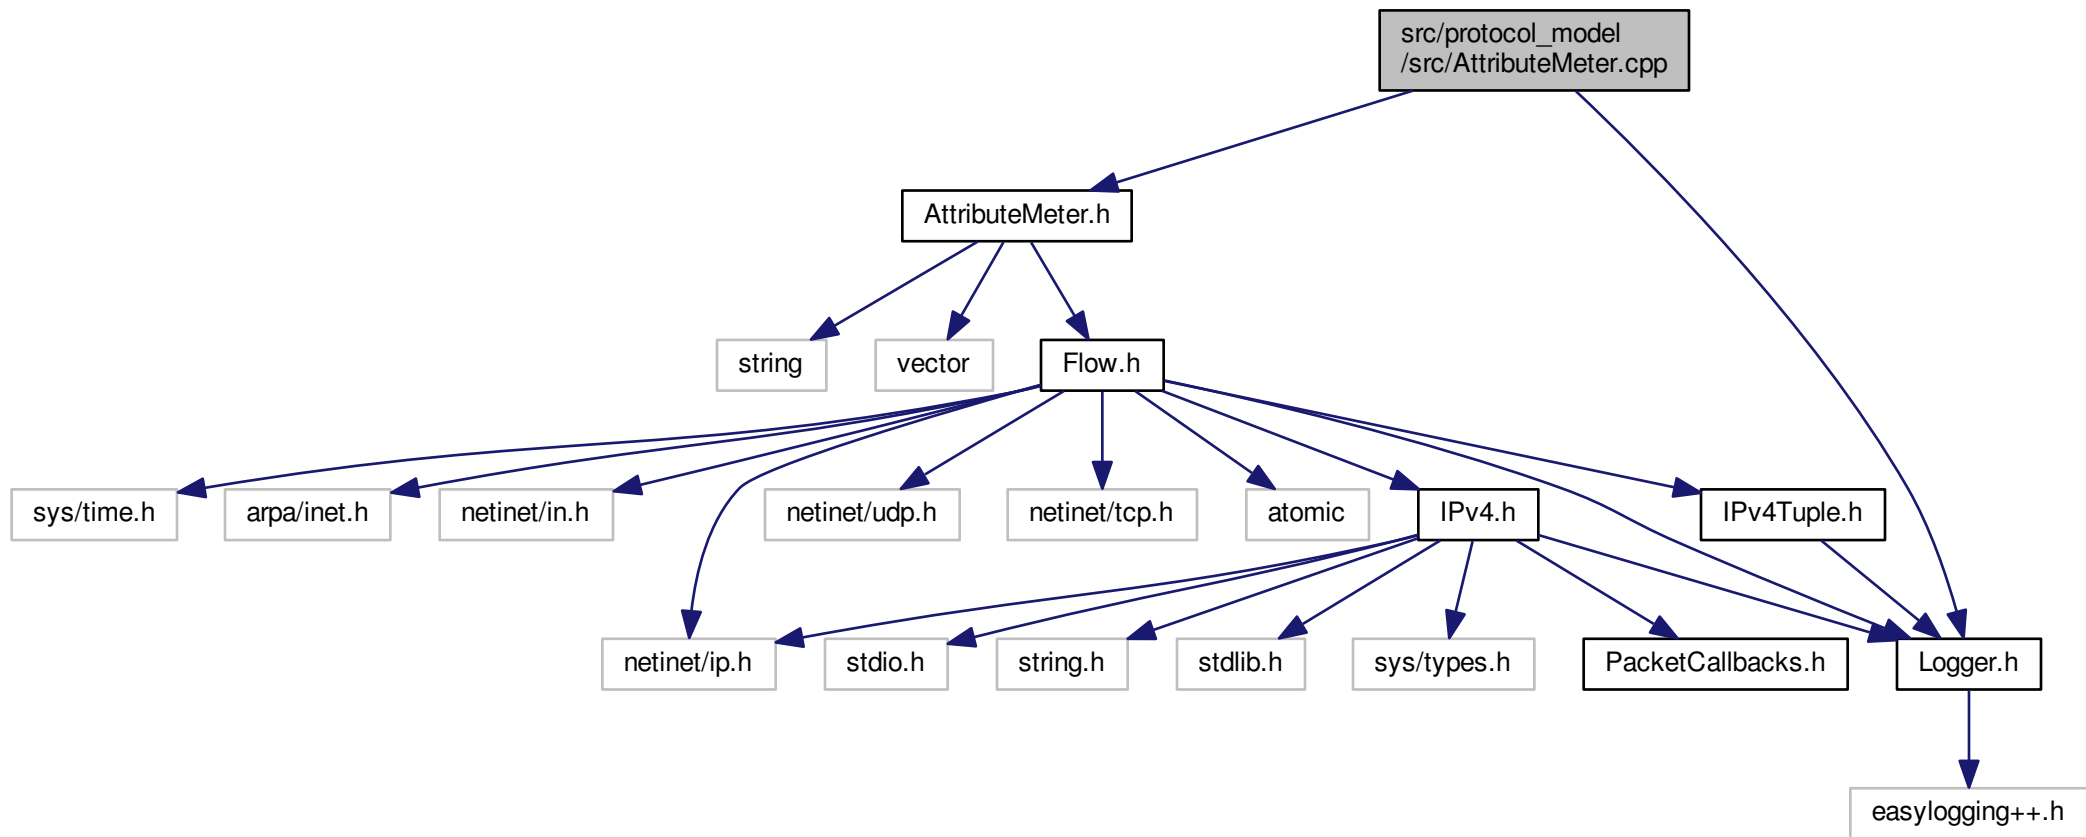 src/protocol_model
/src/AttributeMeter.cpp
AttributeMeter.h
string
vector
Flow.h
sys/time.h
arpa/inet.h
netinet/in.h
netinet/udp.h
netinet/tcp.h
atomic
IPv4.h
IPv4Tuple.h
netinet/ip.h
stdio.h
string.h
stdlib.h
sys/types.h
PacketCallbacks.h
Logger.h
easylogging++.h